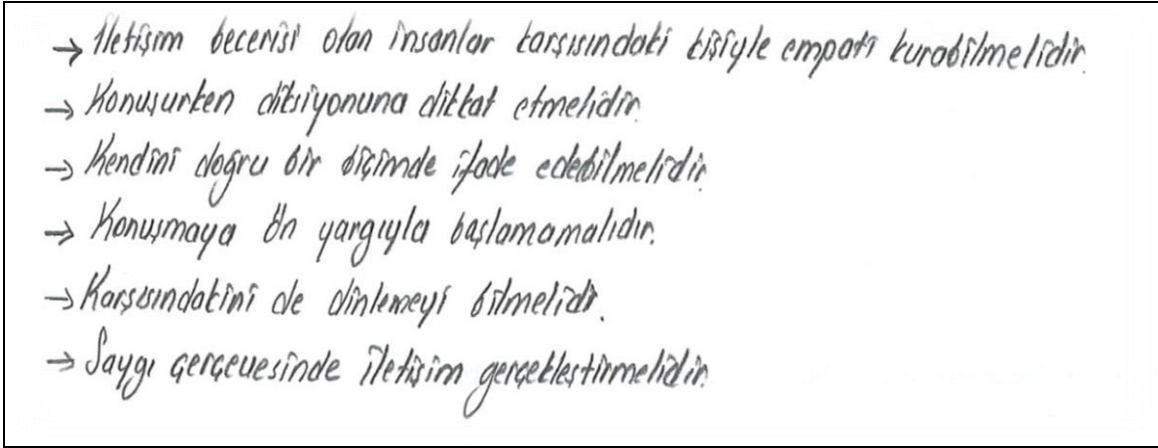 → İletişim becerisi olan insanlar karşısındaki kişiyle empati kurabilmelidir.
→ Konuşurken diksiyonuna dikkat etmelidir.
→ Kendini doğru bir biçimde ifade edebilmelidir.
→ Konuşmaya ön yargıyla başlamamalıdır.
→ Karşısındakini de dinlemeyi bilmelidir.
→ Saygı çerçevesinde iletişim gerçekleştirmelidir.